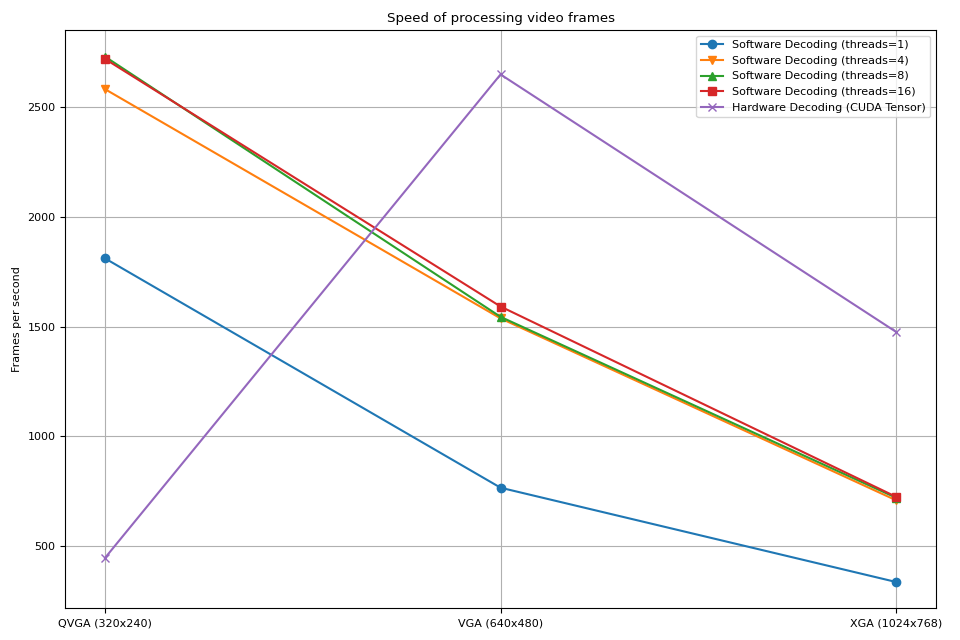 Speed of processing video frames
Software Decoding (threads=1)
Software Decoding (threads=4)
Software Decoding (threads=8)
Software Decoding (threads=16)
Hardware Decoding (CUDA Tensor)
Frames per second
2500
2000
1500
1000
500
QVGA (320x240)
VGA (640x480)
XGA (1024x768)